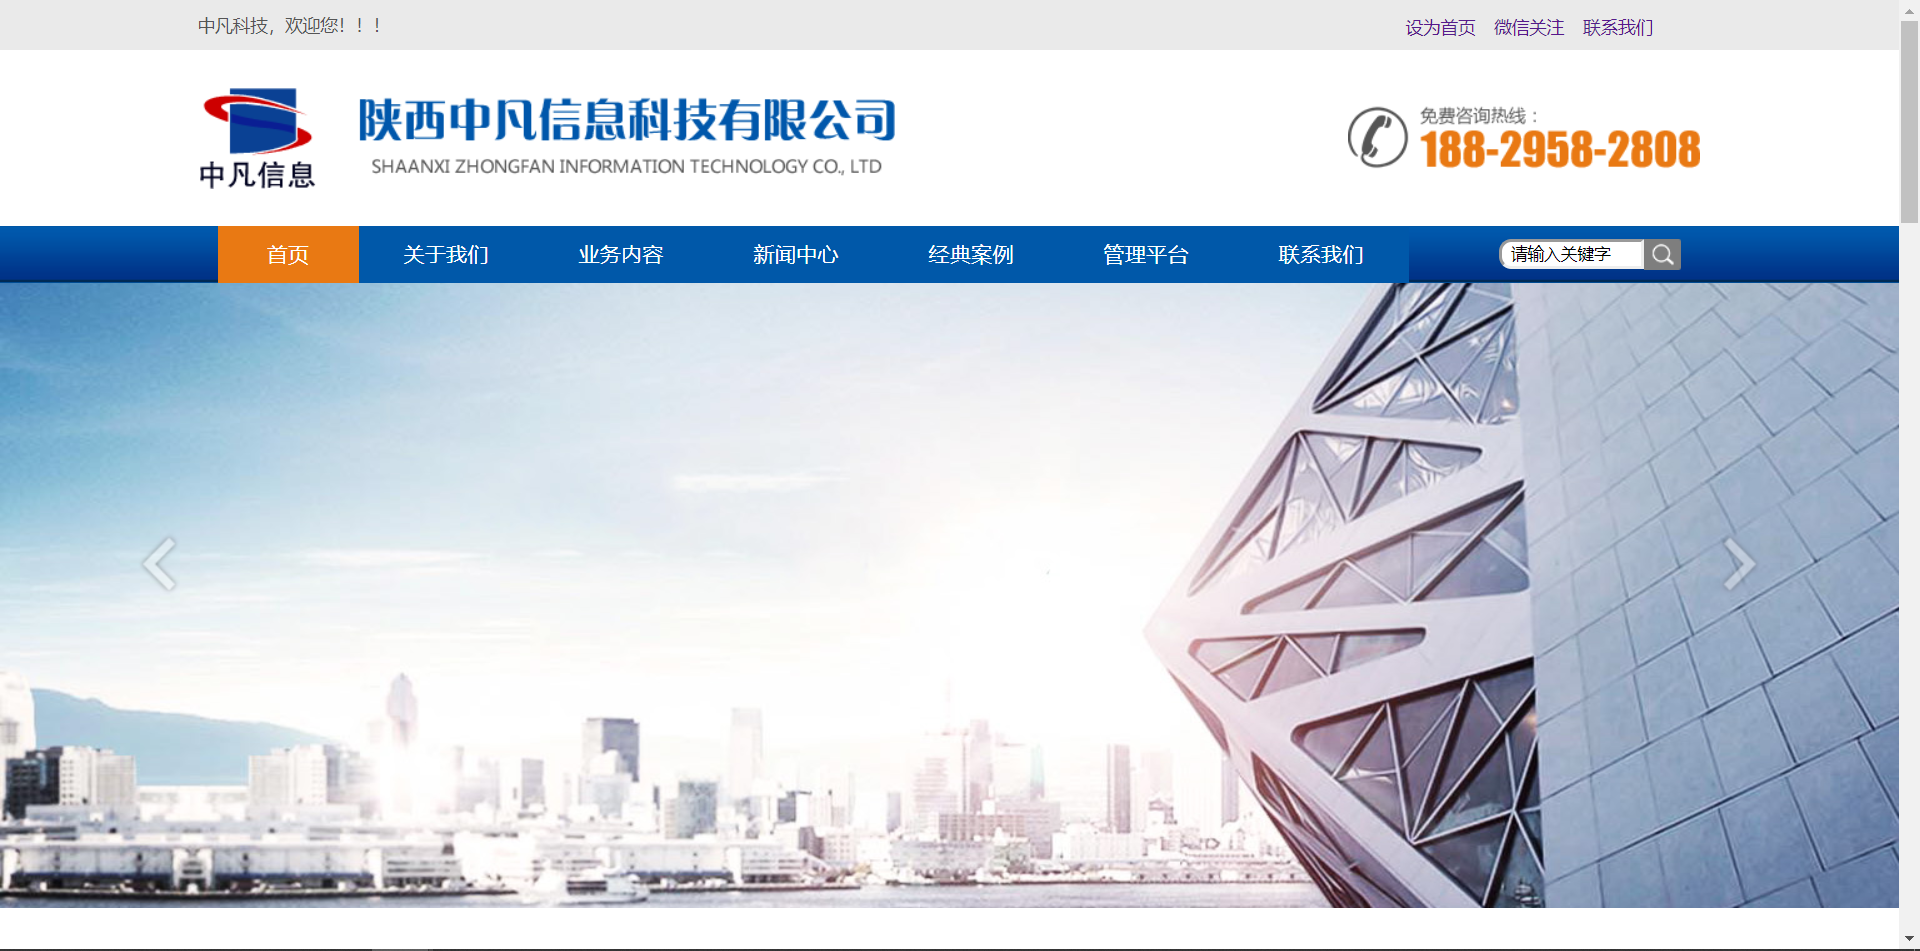 中凡科技，欢迎您！！！
设为首页 微信关注 联系我们
中凡信息
陕西中凡信息科技有限公司
SHAANXI ZHONGFAN INFORMATION TECHNOLOGY CO., LTD
免费咨询热线：
188-2958-2808
首页 关于我们 业务内容 新闻中心 经典案例 管理平台 联系我们 请输入关键字